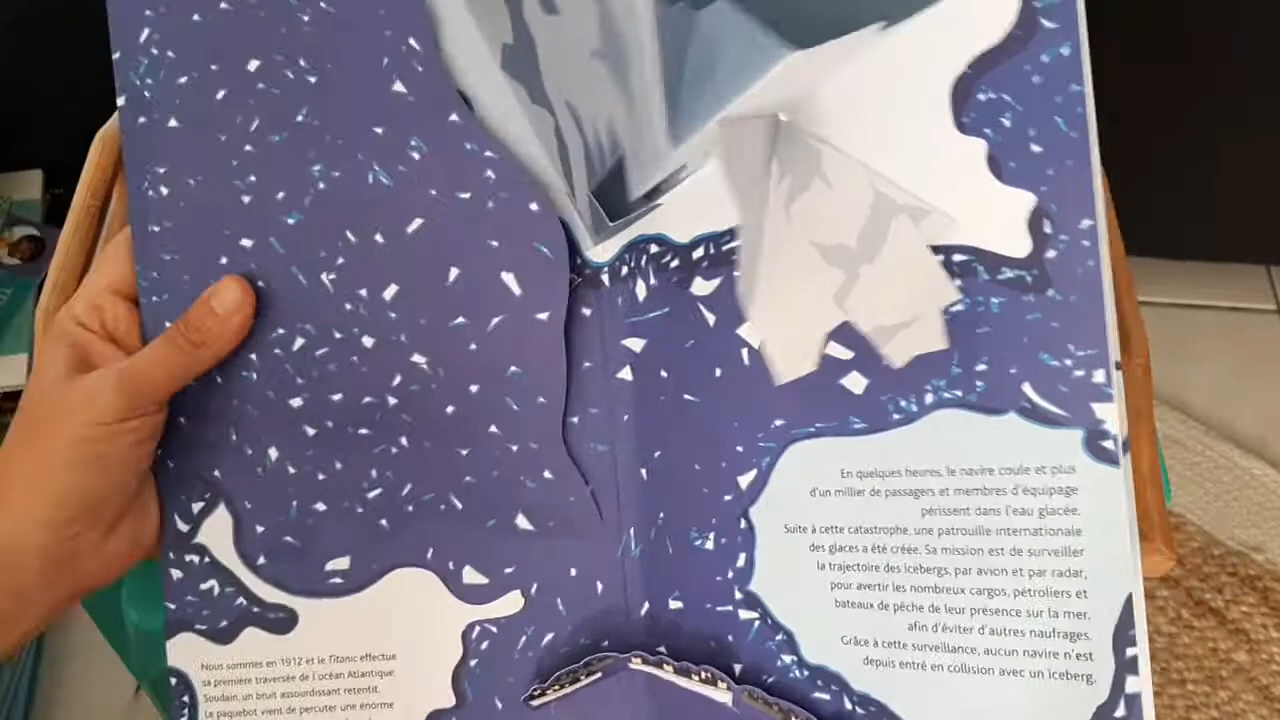 Nous sommes en 1912 et le Titanic effectue
sa première traversée de l'océan Atlantique.
Soudain, un bruit assourdissant retentit.
Le paquebot vient de percuter une énorme
En quelques heures, le navire coule et plus
d'un millier de passagers et membres d'équipage
périssent dans l'eau glacée.
Suite à cette catastrophe, une patrouille internationale
des glaces a été créée. Sa mission est de surveiller
la trajectoire des icebergs, par avion et par radar,
pour avertir les nombreux cargos, pétroliers et
bateaux de pêche de leur présence sur la mer,
afin d'éviter d'autres naufrages.
Grâce à cette surveillance, aucun navire n'est
depuis entré en collision avec un iceberg.